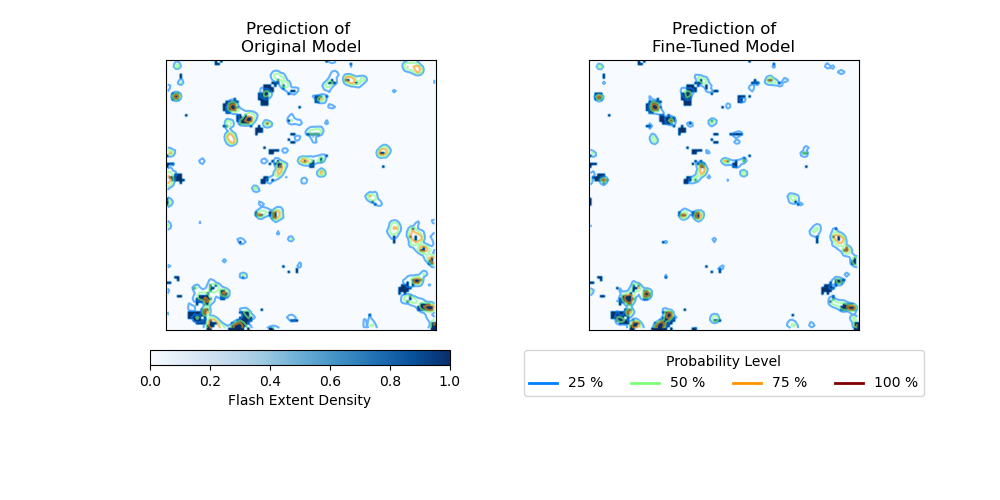 Prediction of
Original Model
Prediction of
Fine-Tuned Model
0.0 0.2 0.4 0.6 0.8 1.0
Flash Extent Density
Probability Level
25 % 50 % 75 % 100 %